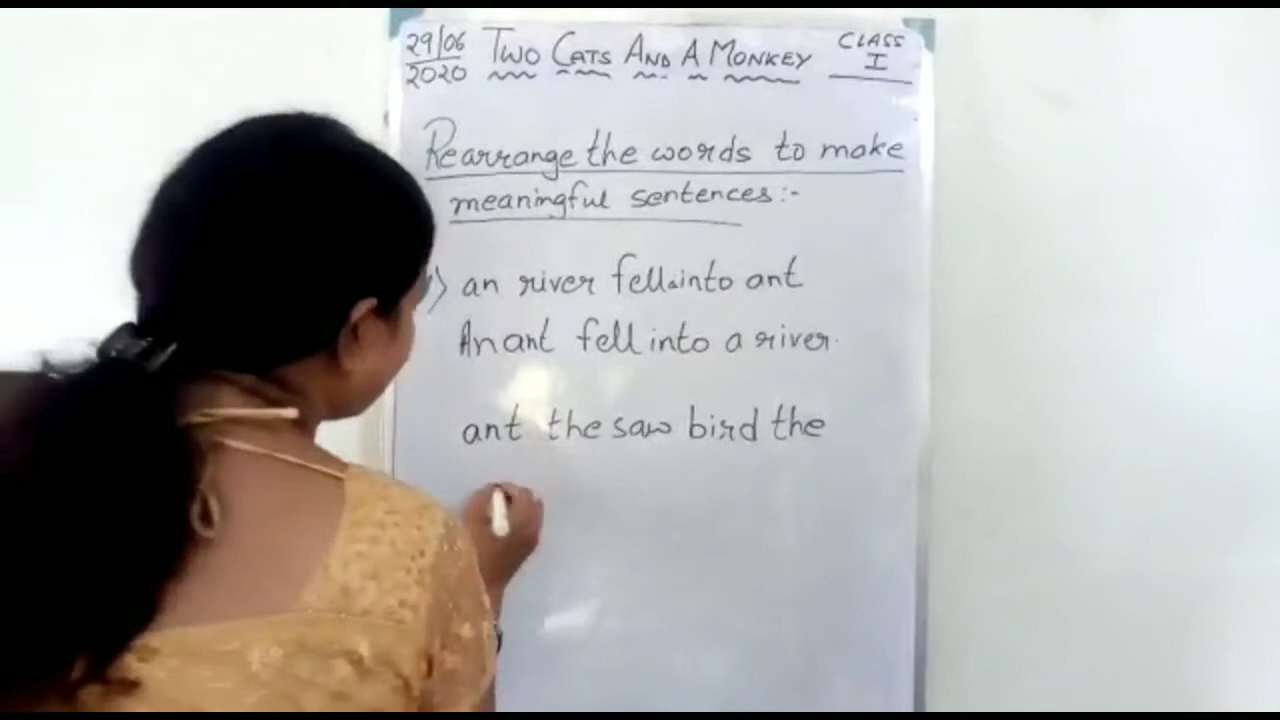 29/06
2020
TWO CATS AND A MONKEY
CLASS
I
Rearrange the words to make
meaningful sentences:-
) an river fell a into ant
An ant fell into a river.
ant the saw bird the